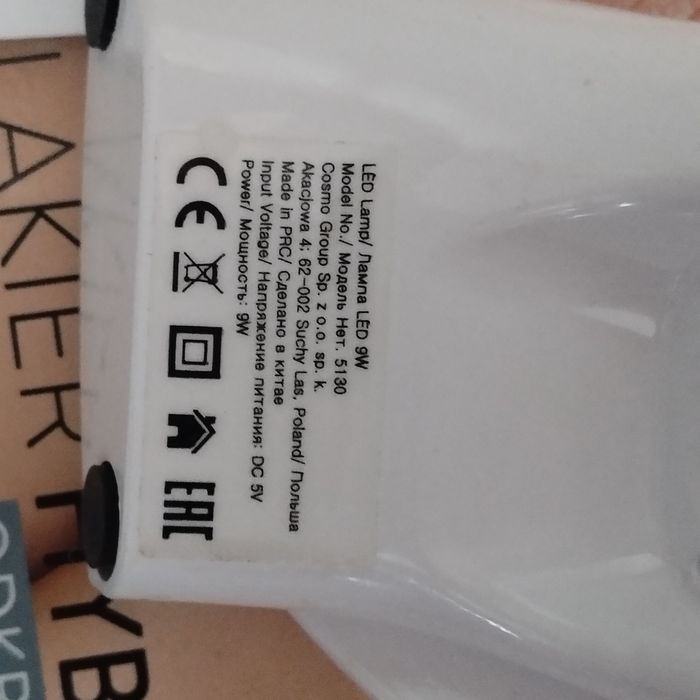 LED Lamp/ Лампа LED 9W
Model No./ Модель Нет. 5130
Cosmo Group Sp. z o.o. sp. k.
Akacjowa 4; 62-002 Suchy Las, Poland/ Польша
Made in PRC/ Сделано в китае
Input Voltage/ Напряжение питания: DC 5V
Power/ Мощность: 9W
CE
EAC
LAKIER HYB